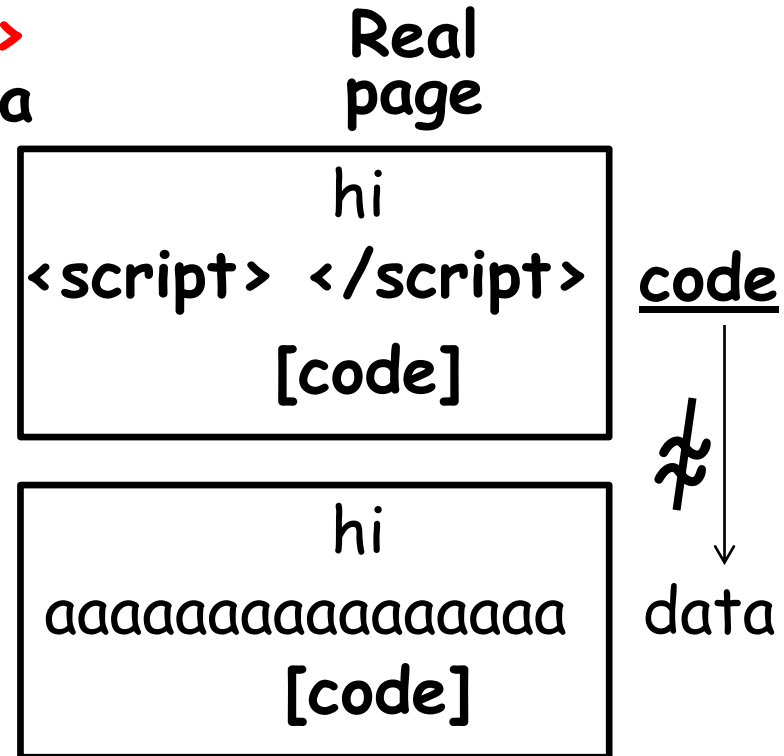 >
Real
a
page
hi
<script> </script>
code
[code]
≉
hi
aaaaaaaaaaaaaaaa
data
[code]